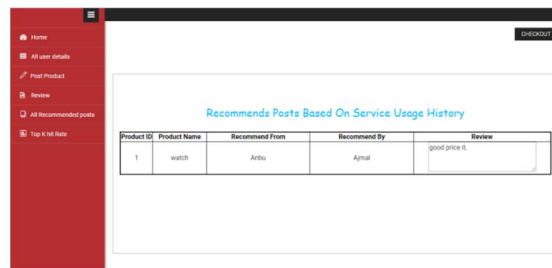 CHECKOUT
Home
All user details
Post Product
Review
All Recommended posts
Top K hit Rate
Recommends Posts Based On Service Usage History
Product ID Product Name Recommend From Recommend By Review
1 watch Anbu Ajmal good price it.